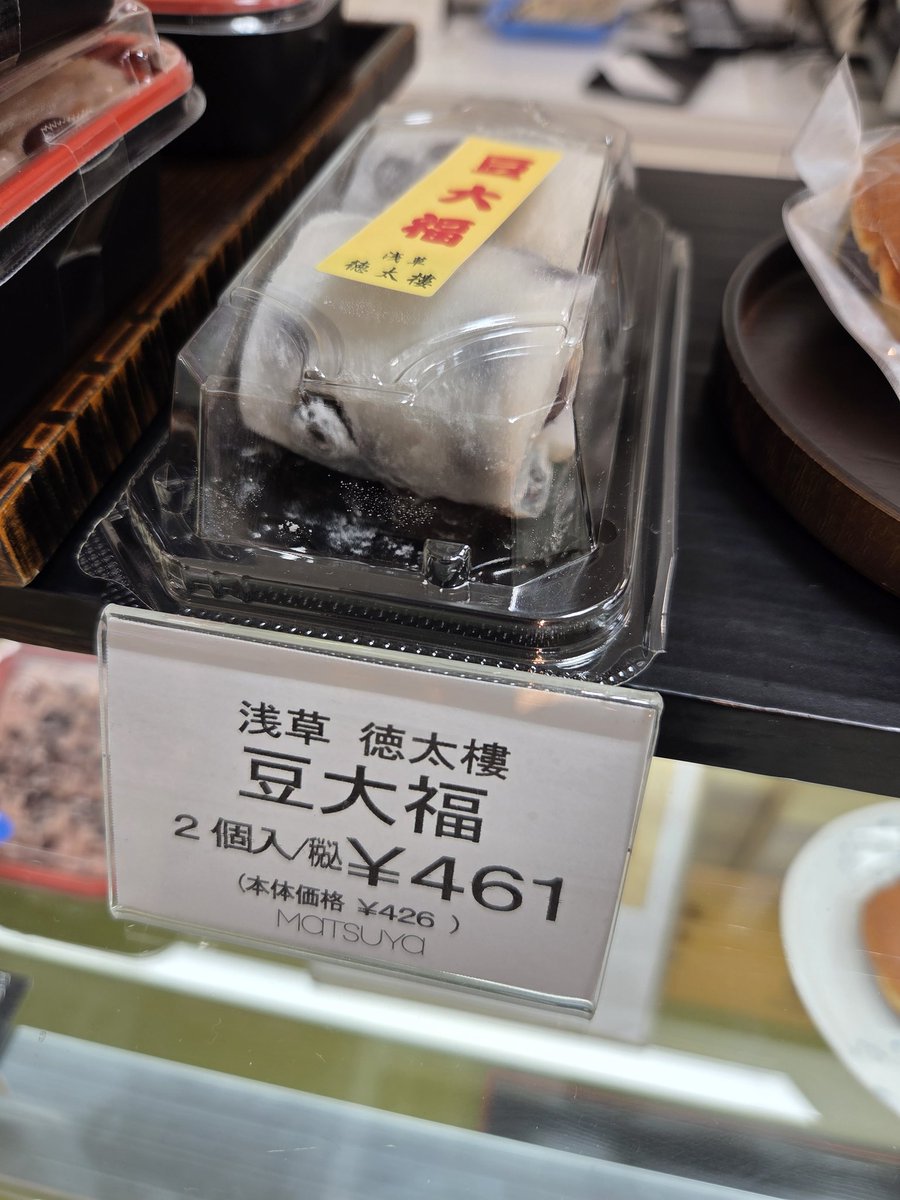 豆大福
浅草
徳太樓
浅草 徳太樓
豆大福
2個入/税込¥461
(本体価格 ¥426 )
MATSUYA